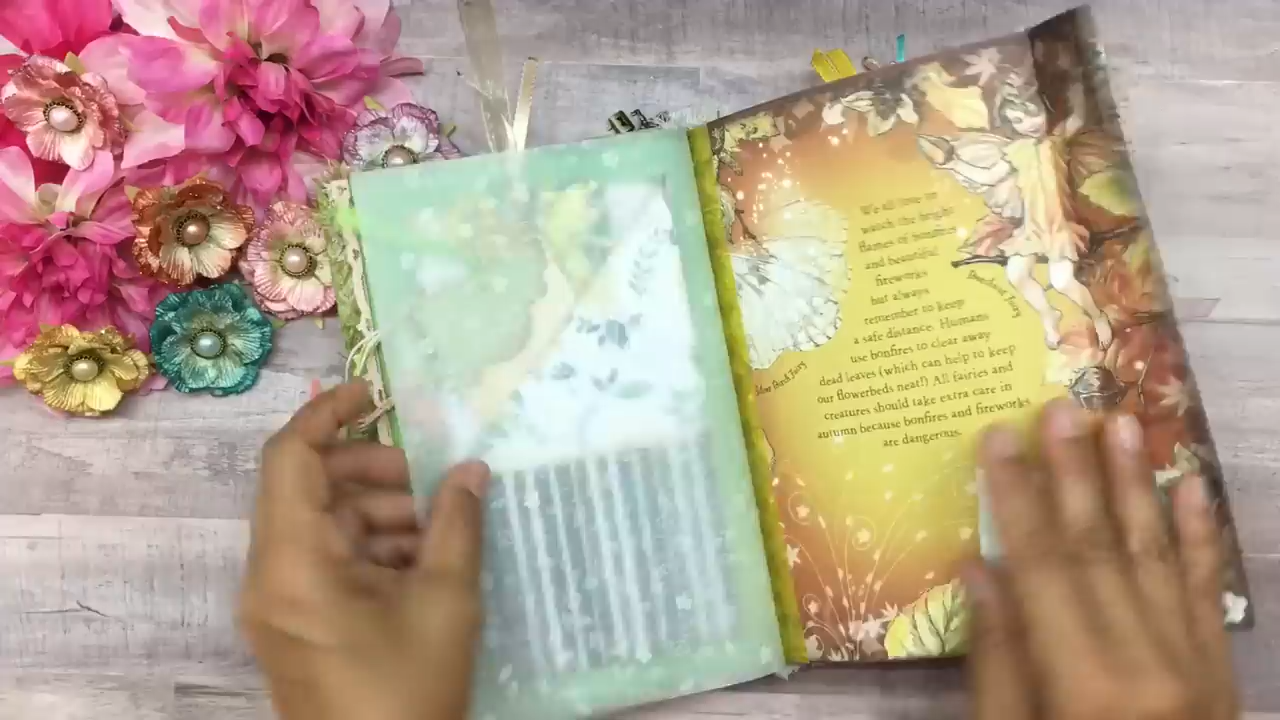 We all love to
watch the bright
flames of bonfires
and beautiful
fireworks
but always
remember to keep
a safe distance. Humans
use bonfires to clear away
dead leaves (which can help to keep
our flowerbeds neat!) All fairies and
creatures should take extra care in
autumn because bonfires and fireworks
are dangerous.
Fairy
Fairy